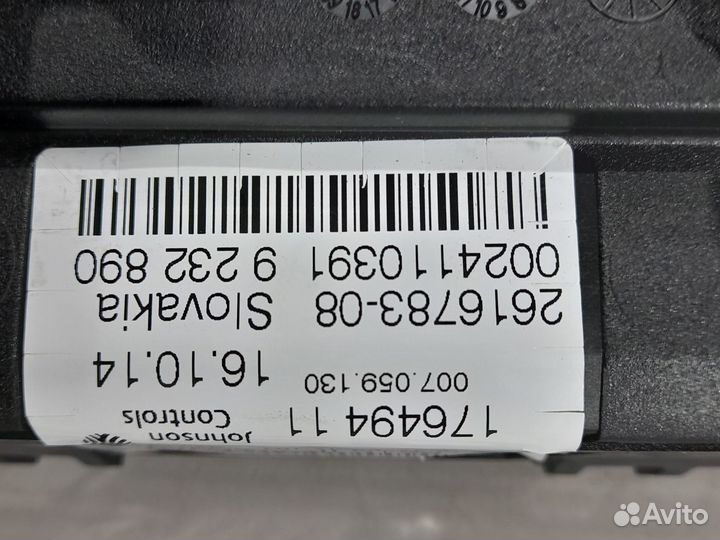 Johnson
Controls
176494 11
007.059.130
16.10.14
2616783-08 Slovakia
0024110391 9 232 890
Avito